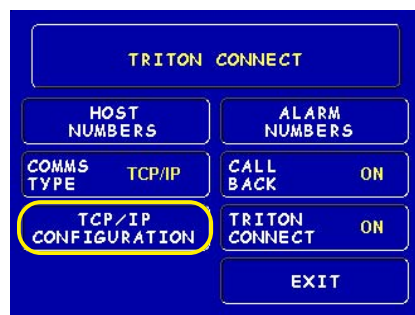 TRITON CONNECT
HOST
NUMBERS
ALARM
NUMBERS
COMMS
TYPE
TCP/IP
CALL
BACK
ON
TCP/IP
CONFIGURATION
TRITON
CONNECT
ON
EXIT